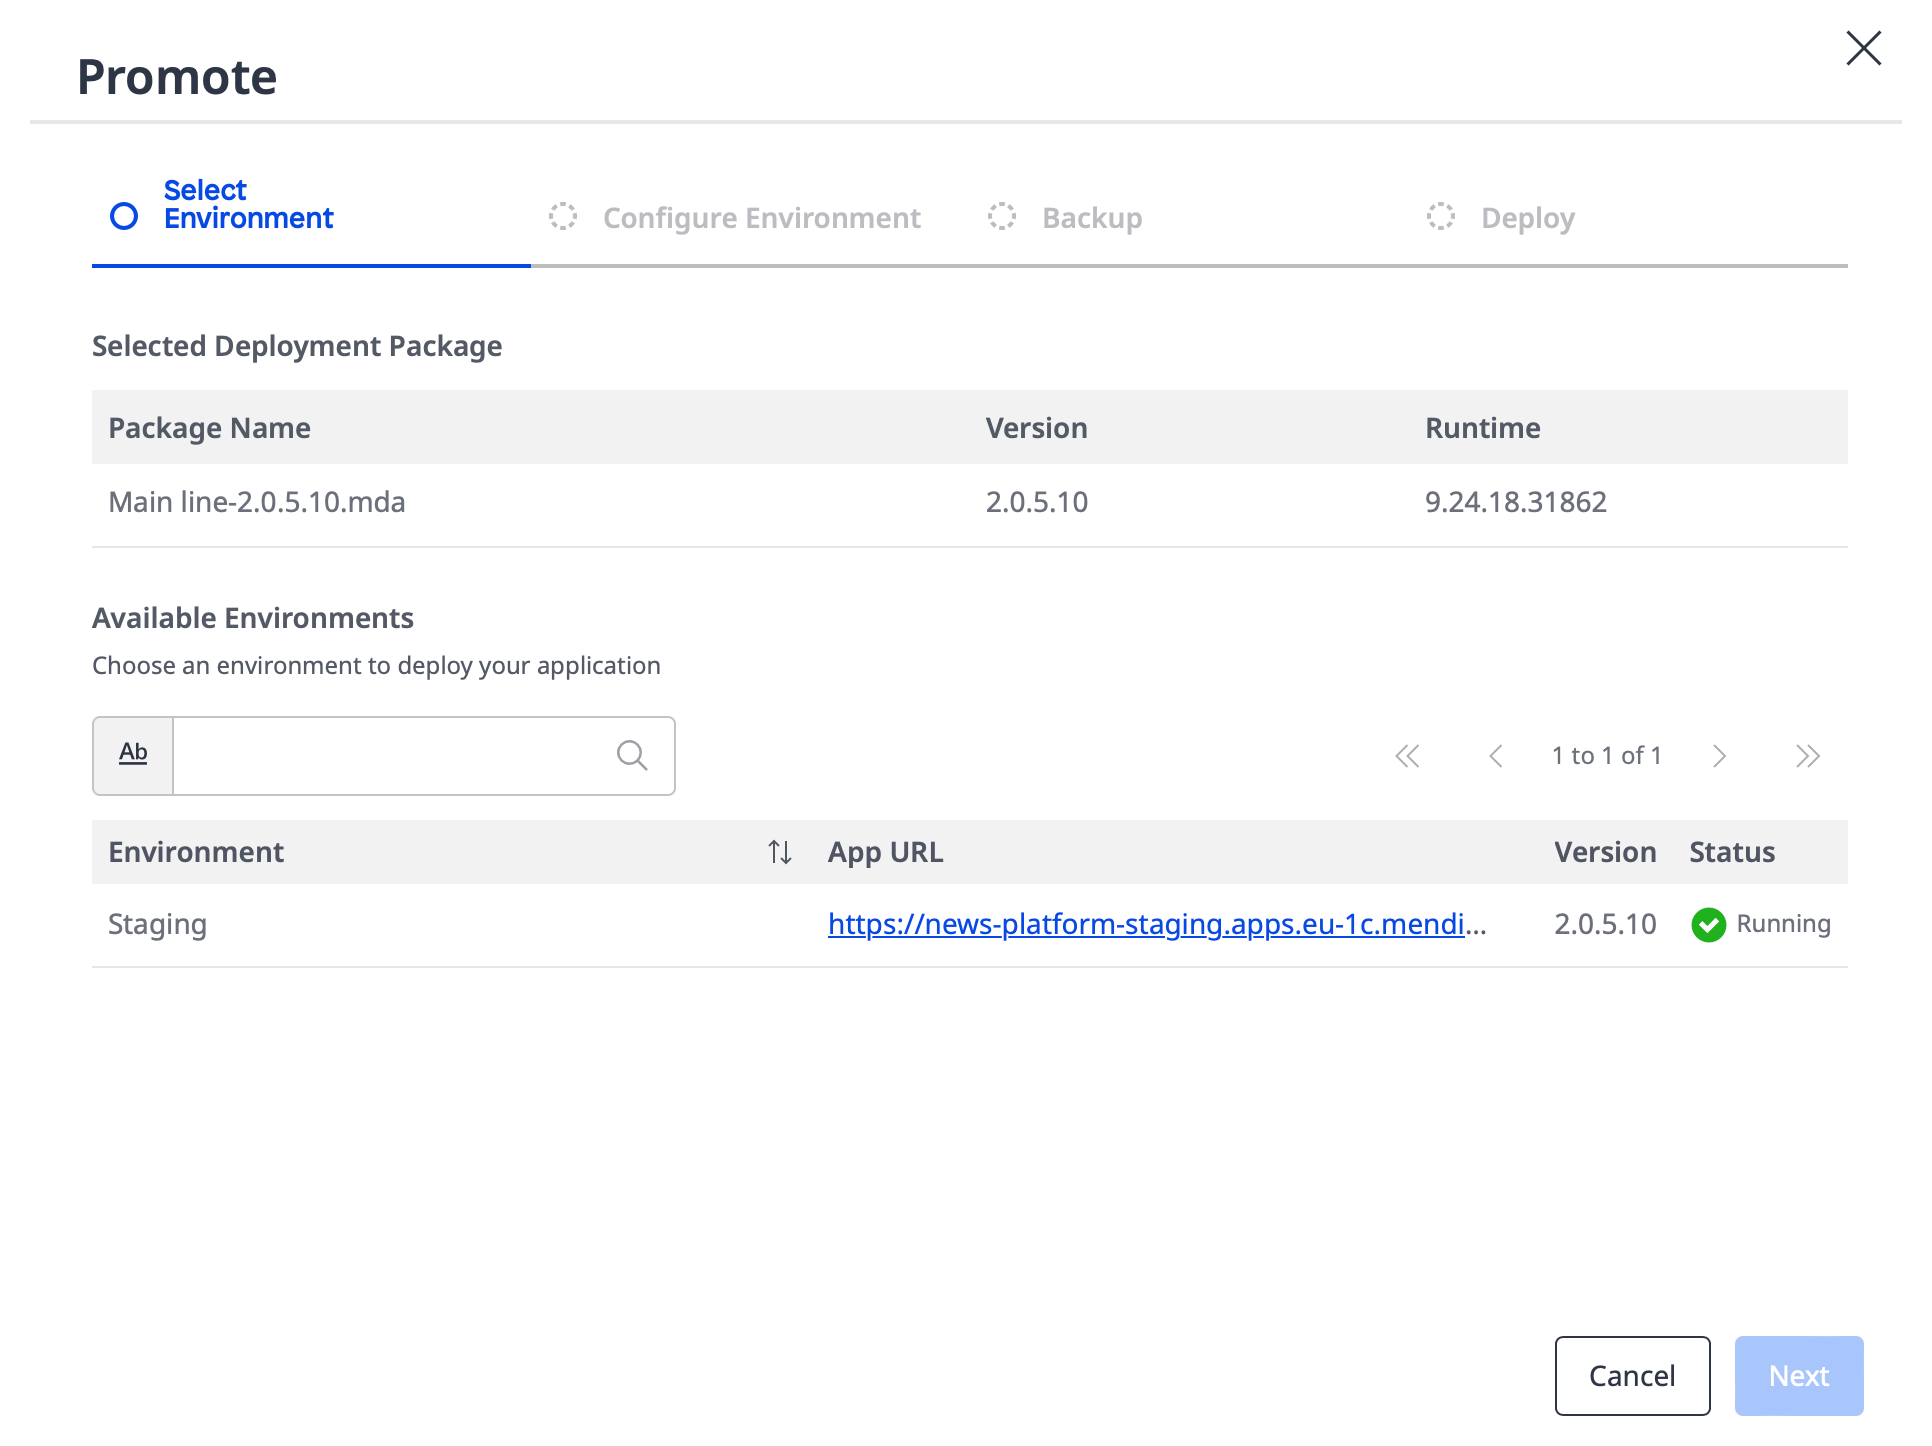 Promote
Select
Environment
Configure Environment
Backup
Deploy
Selected Deployment Package
Package Name Version Runtime
Main line-2.0.5.10.mda 2.0.5.10 9.24.18.31862
Available Environments
Choose an environment to deploy your application
Ab
1 to 1 of 1
Environment App URL Version Status
Staging https://news-platform-staging.apps.eu-1c.mendi... 2.0.5.10 Running
Cancel Next